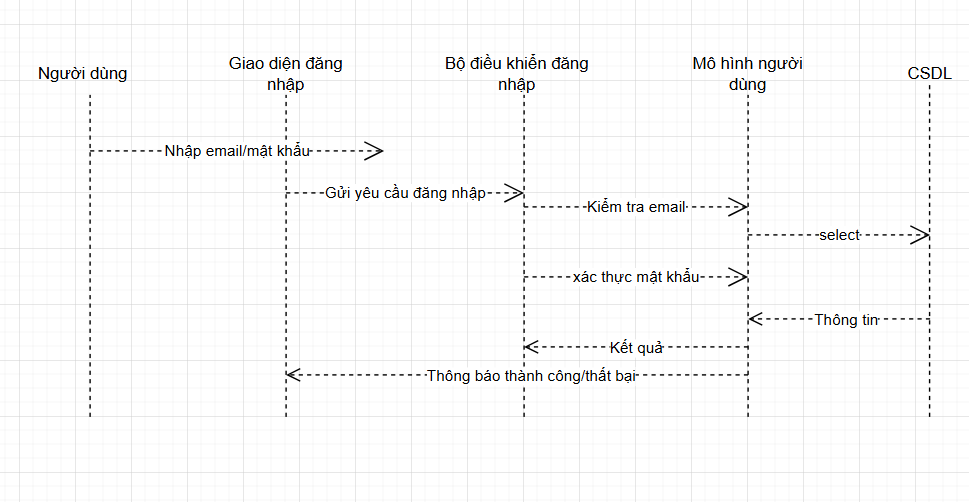 Người dùng
Giao diện đăng
nhập
Bộ điều khiển đăng
nhập
Mô hình người
dùng
CSDL
Nhập email/mật khẩu
Gửi yêu cầu đăng nhập
Kiểm tra email
select
xác thực mật khẩu
Thông tin
Kết quả
Thông báo thành công/thất bại